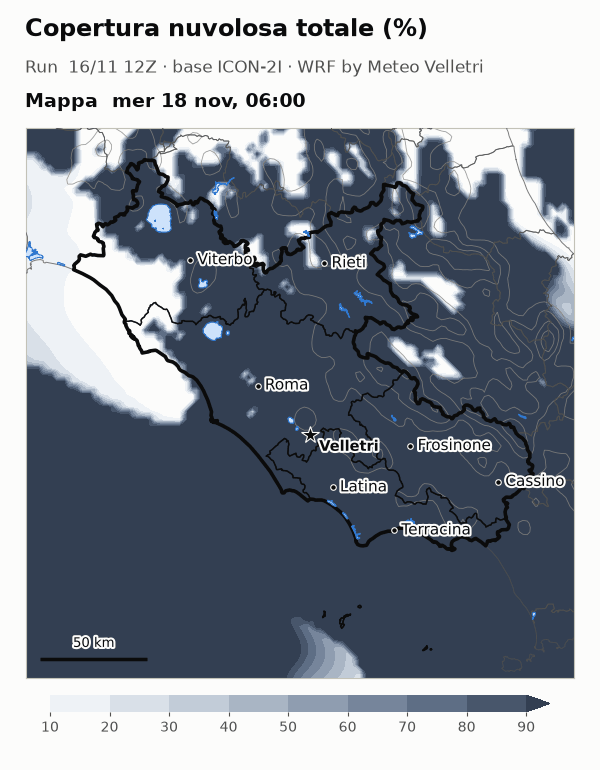 Copertura nuvolosa totale (%)
Run  16/11 12Z · base ICON-2I · WRF by Meteo Velletri
Mappa  mer 18 nov, 06:00
Viterbo
Rieti
Roma
Velletri
Frosinone
Cassino
Latina
Terracina
50 km
10 20 30 40 50 60 70 80 90